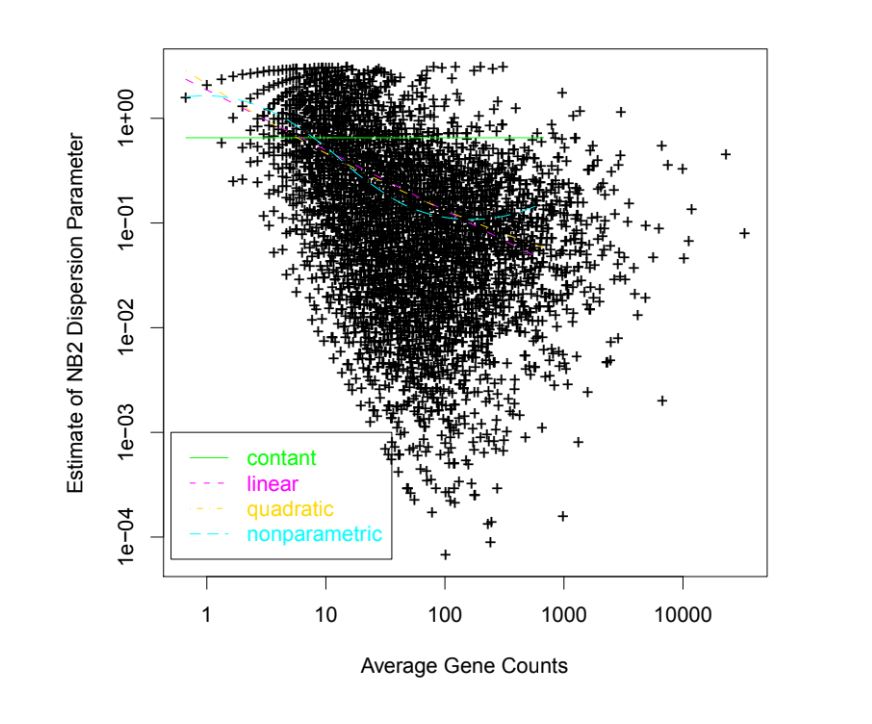 Estimate of NB2 Dispersion Parameter
1e+00
1e-01
1e-02
1e-03
1e-04
contant
linear
quadratic
nonparametric
1
10
100
1000
10000
Average Gene Counts